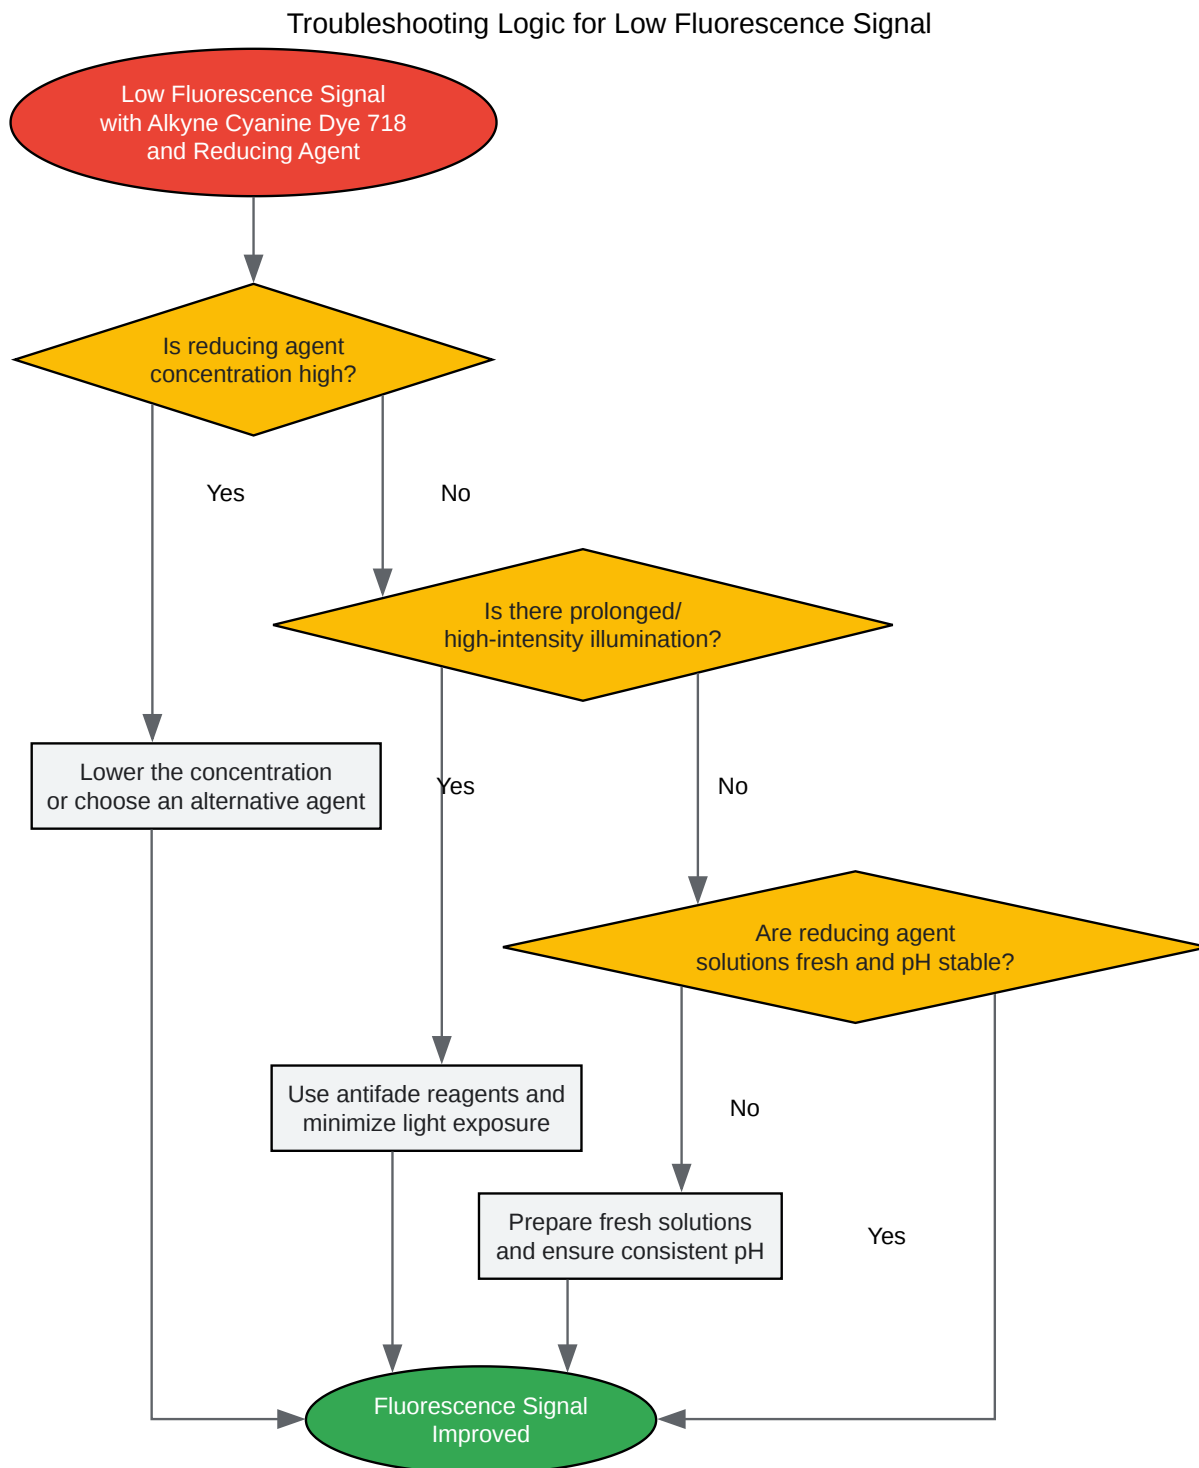 Troubleshooting Logic for Low Fluorescence Signal
Low Fluorescence Signal
with Alkyne Cyanine Dye 718
and Reducing Agent
Is reducing agent
concentration high?
Yes
No
Is there prolonged/
high-intensity illumination?
Lower the concentration
or choose an alternative agent
Yes
No
Are reducing agent
solutions fresh and pH stable?
Use antifade reagents and
minimize light exposure
No
Prepare fresh solutions
and ensure consistent pH
Yes
Fluorescence Signal
Improved